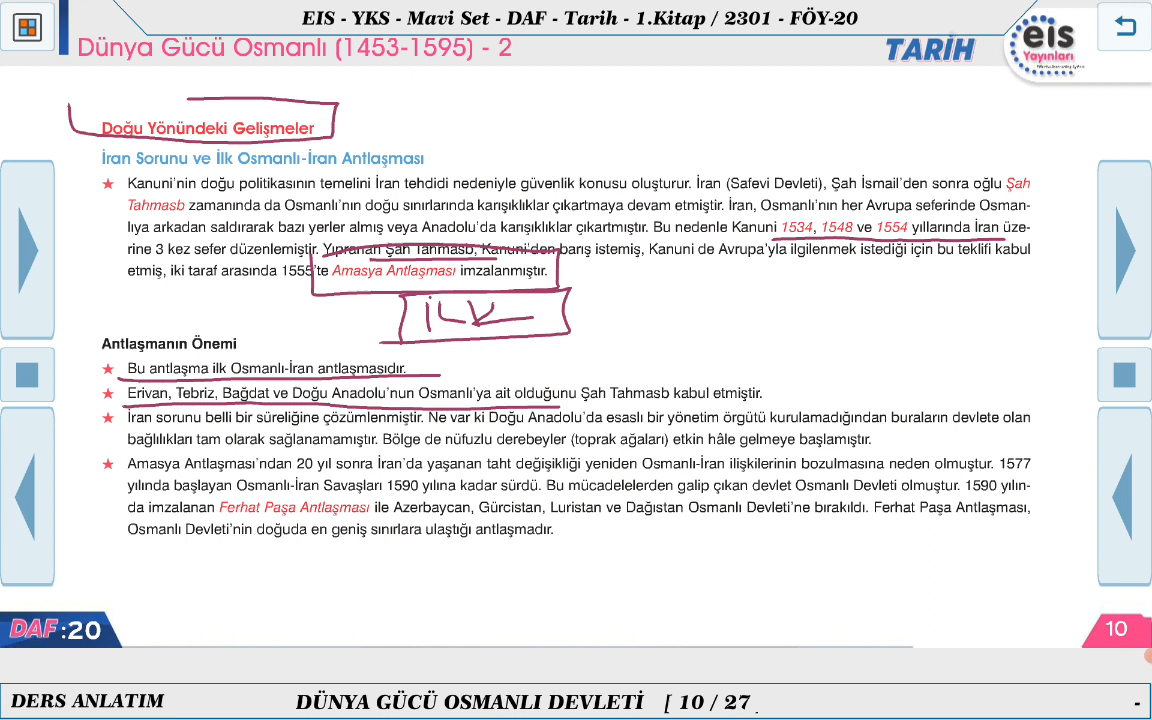 EIS - YKS - Mavi Set - DAF - Tarih - 1.Kitap / 2301 - FÖY-20
Dünya Gücü Osmanlı (1453-1595) - 2
TARİH
eis
Yayınları
Doğu Yönündeki Gelişmeler
İran Sorunu ve İlk Osmanlı-İran Antlaşması
★ Kanuni’nin doğu politikasının temelini İran tehdidi nedeniyle güvenlik konusu oluşturur. İran (Safevi Devleti), Şah İsmail’den sonra oğlu Şah
Tahmasb zamanında da Osmanlı’nın doğu sınırlarında karışıklıklar çıkartmaya devam etmiştir. İran, Osmanlı’nın her Avrupa seferinde Osman-
lıya arkadan saldırarak bazı yerler almış veya Anadolu’da karışıklıklar çıkartmıştır. Bu nedenle Kanuni 1534, 1548 ve 1554 yıllarında İran üze-
rine 3 kez sefer düzenlemiştir. Yıpranan Şah Tahmasb, Kanuni’den barış istemiş, Kanuni de Avrupa’yla ilgilenmek istediği için bu teklifi kabul
etmiş, iki taraf arasında 1555’te Amasya Antlaşması imzalanmıştır.
İLK
Antlaşmanın Önemi
★ Bu antlaşma ilk Osmanlı-İran antlaşmasıdır.
★ Erivan, Tebriz, Bağdat ve Doğu Anadolu’nun Osmanlı’ya ait olduğunu Şah Tahmasb kabul etmiştir.
★ İran sorunu belli bir süreliğine çözümlenmiştir. Ne var ki Doğu Anadolu’da esaslı bir yönetim örgütü kurulamadığından buraların devlete olan
bağlılıkları tam olarak sağlanamamıştır. Bölge de nüfuzlu derebeyler (toprak ağaları) etkin hâle gelmeye başlamıştır.
★ Amasya Antlaşması’ndan 20 yıl sonra İran’da yaşanan taht değişikliği yeniden Osmanlı-İran ilişkilerinin bozulmasına neden olmuştur. 1577
yılında başlayan Osmanlı-İran Savaşları 1590 yılına kadar sürdü. Bu mücadelelerden galip çıkan devlet Osmanlı Devleti olmuştur. 1590 yılın-
da imzalanan Ferhat Paşa Antlaşması ile Azerbaycan, Gürcistan, Luristan ve Dağıstan Osmanlı Devleti’ne bırakıldı. Ferhat Paşa Antlaşması,
Osmanlı Devleti’nin doğuda en geniş sınırlara ulaştığı antlaşmadır.
DAF:20
10
DERS ANLATIM
DÜNYA GÜCÜ OSMANLI DEVLETİ [ 10 / 27
-